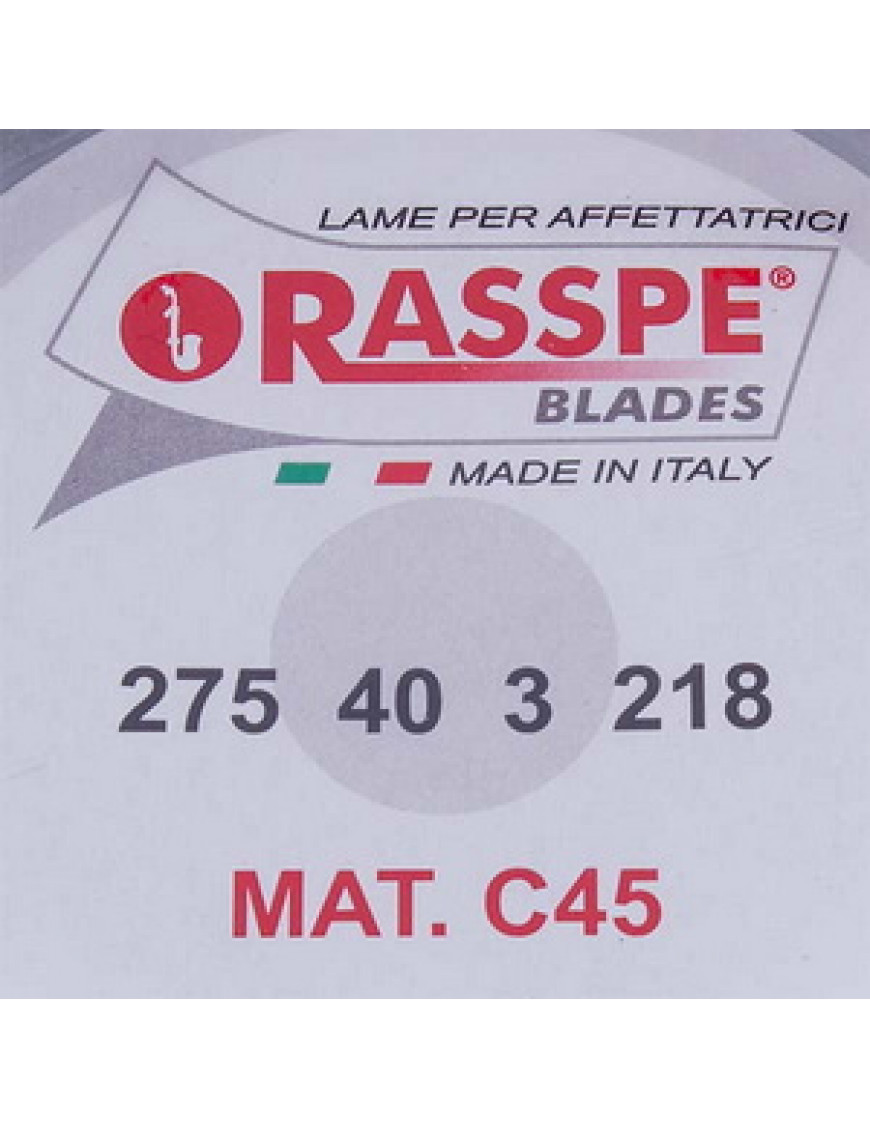 LAME PER AFFETTATRICI
RASSPE®
BLADES
MADE IN ITALY
275 40 3 218
MAT. C45